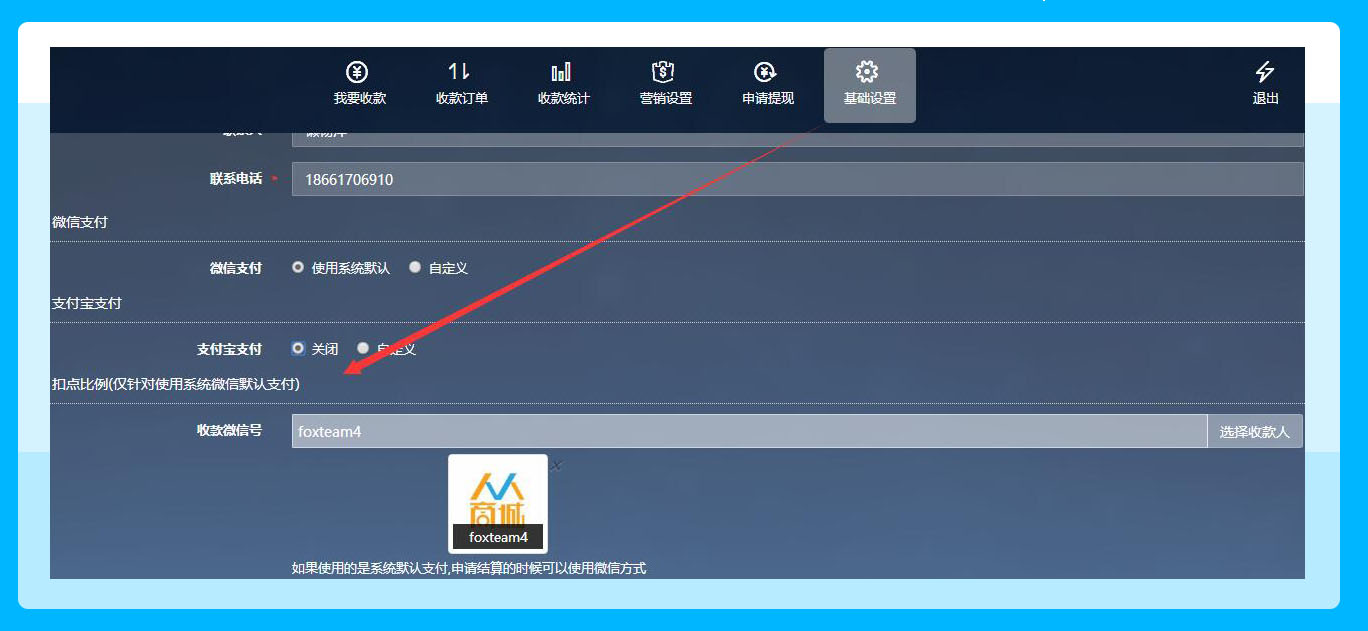 我要收款
收款订单
收款统计
营销设置
申请提现
基础设置
退出
联系电话 * 18661706910
微信支付
微信支付 使用系统默认 自定义
支付宝支付
支付宝支付 关闭 自定义
扣点比例(仅针对使用系统微信默认支付)
收款微信号 foxteam4 选择收款人
商城
foxteam4
如果使用的是系统默认支付,申请结算的时候可以使用微信方式